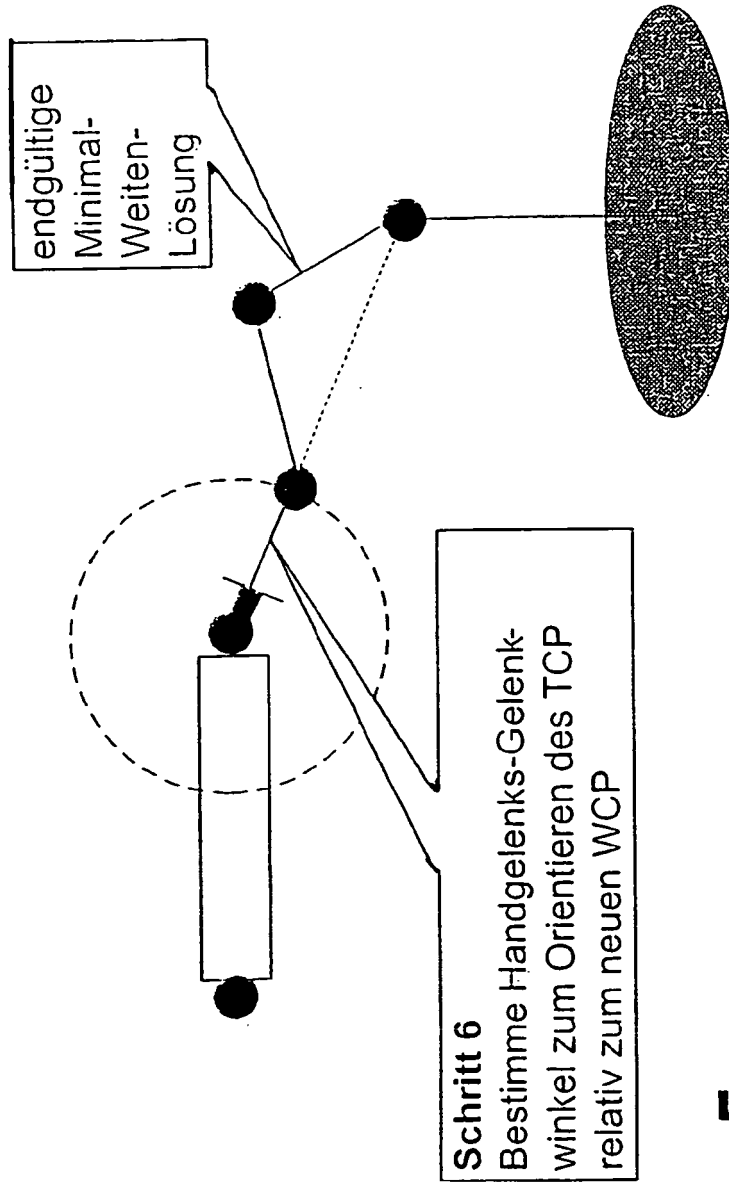 endgültige
Minimal-
Weiten-
Lösung
Schritt 6
Bestimme Handgelenks-Gelenk-
winkel zum Orientieren des TCP
relativ zum neuen WCP